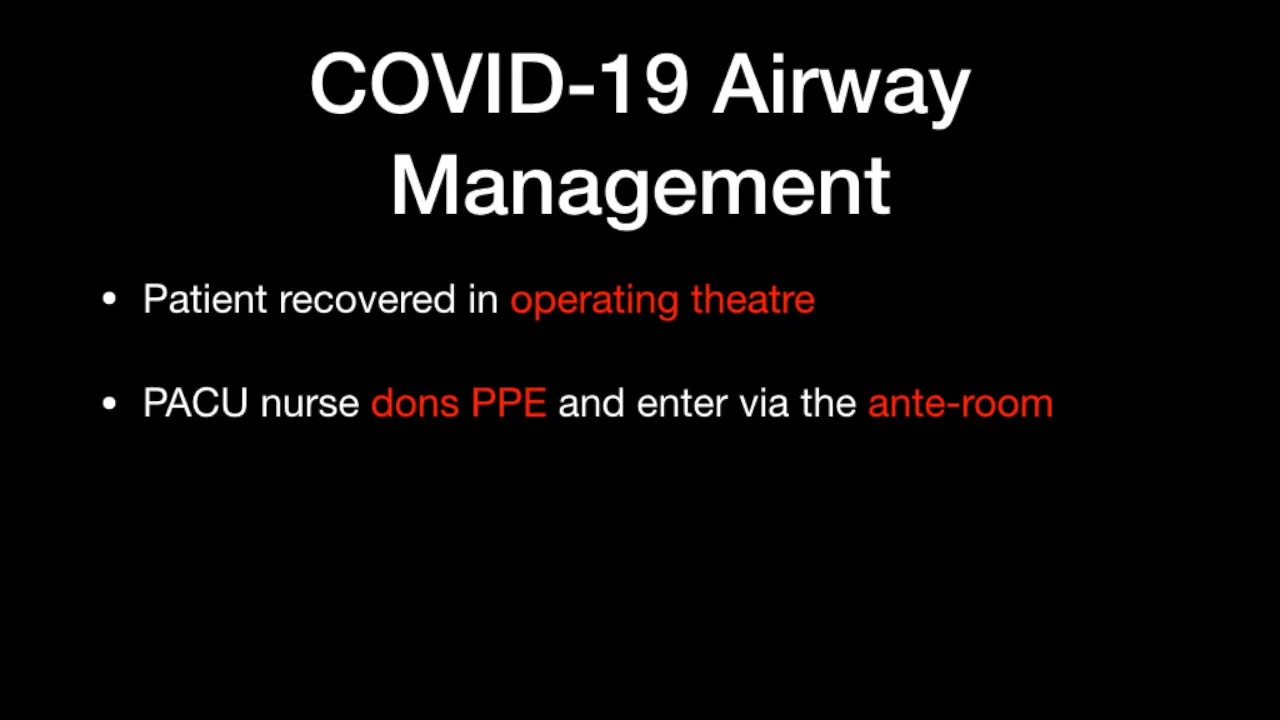 COVID-19 Airway
Management
• Patient recovered in operating theatre
• PACU nurse dons PPE and enter via the ante-room